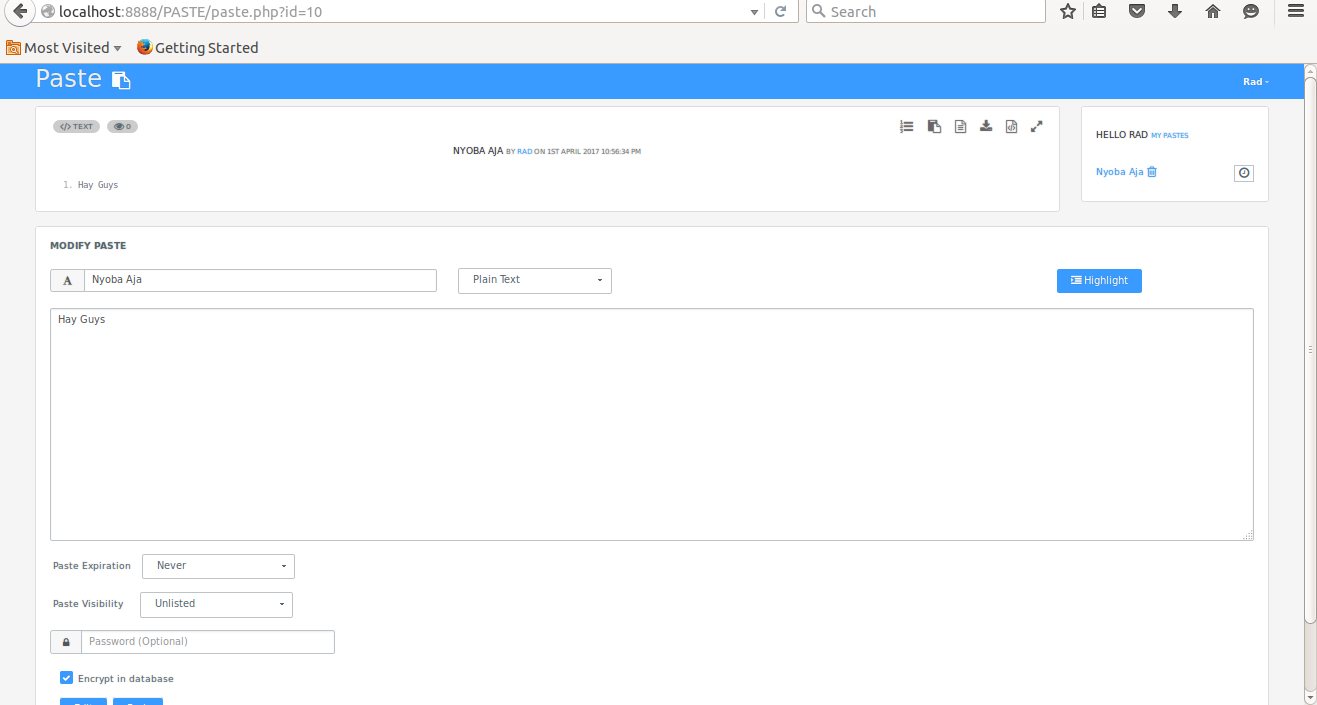 localhost:8888/PASTE/paste.php?id=10
Search
Most Visited
Getting Started
Paste
Rad
TEXT
0
NYOBA AJA BY RAD ON 1ST APRIL 2017 10:56:34 PM
1. Hay Guys
HELLO RAD MY PASTES
Nyoba Aja
MODIFY PASTE
A
Nyoba Aja
Plain Text
Highlight
Hay Guys
Paste Expiration
Never
Paste Visibility
Unlisted
Password (Optional)
Encrypt in database